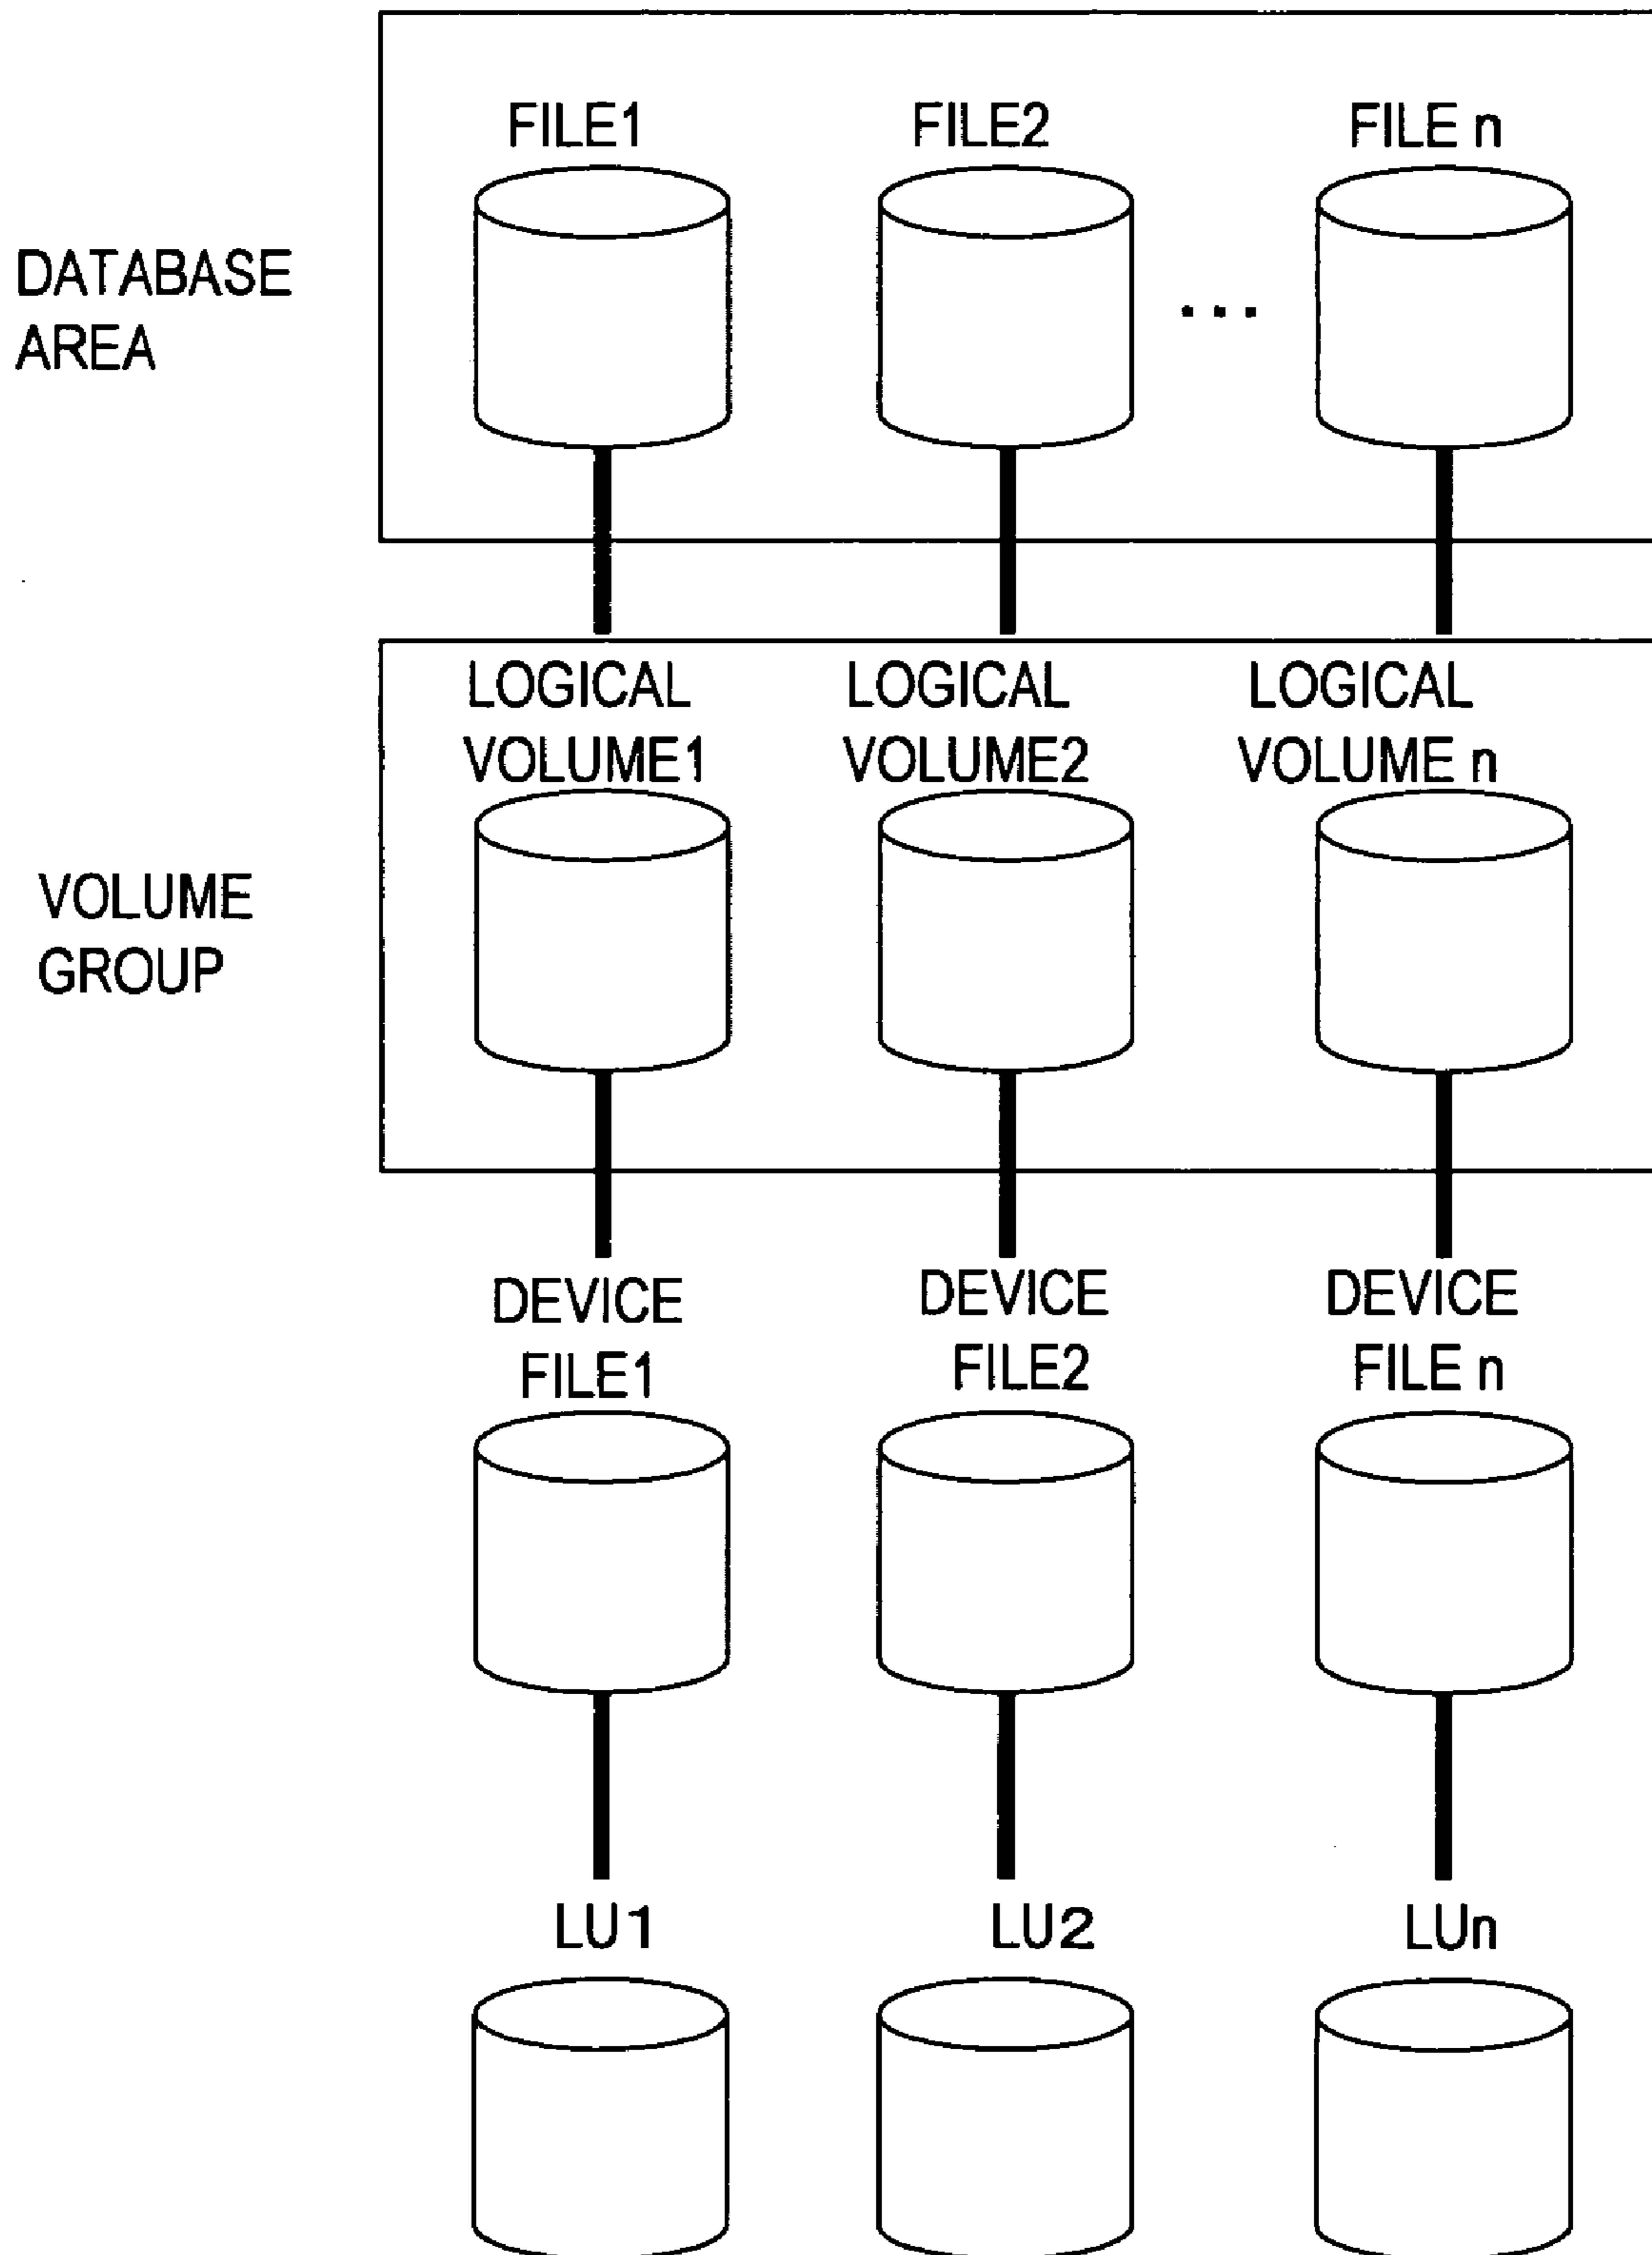 FILE1 FILE2 FILE n
DATABASE
AREA
...
LOGICAL LOGICAL LOGICAL
VOLUME1 VOLUME2 VOLUME n
VOLUME
GROUP
DEVICE DEVICE DEVICE
FILE1 FILE2 FILE n
LU1 LU2 LUn